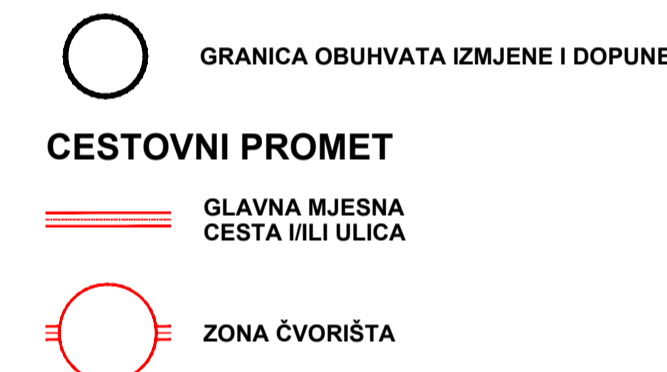 GRANICA OBUHVATA IZMJENE I DOPUNE
CESTOVNI PROMET
GLAVNA MJESNA
CESTA I/ILI ULICA
ZONA ČVORIŠTA